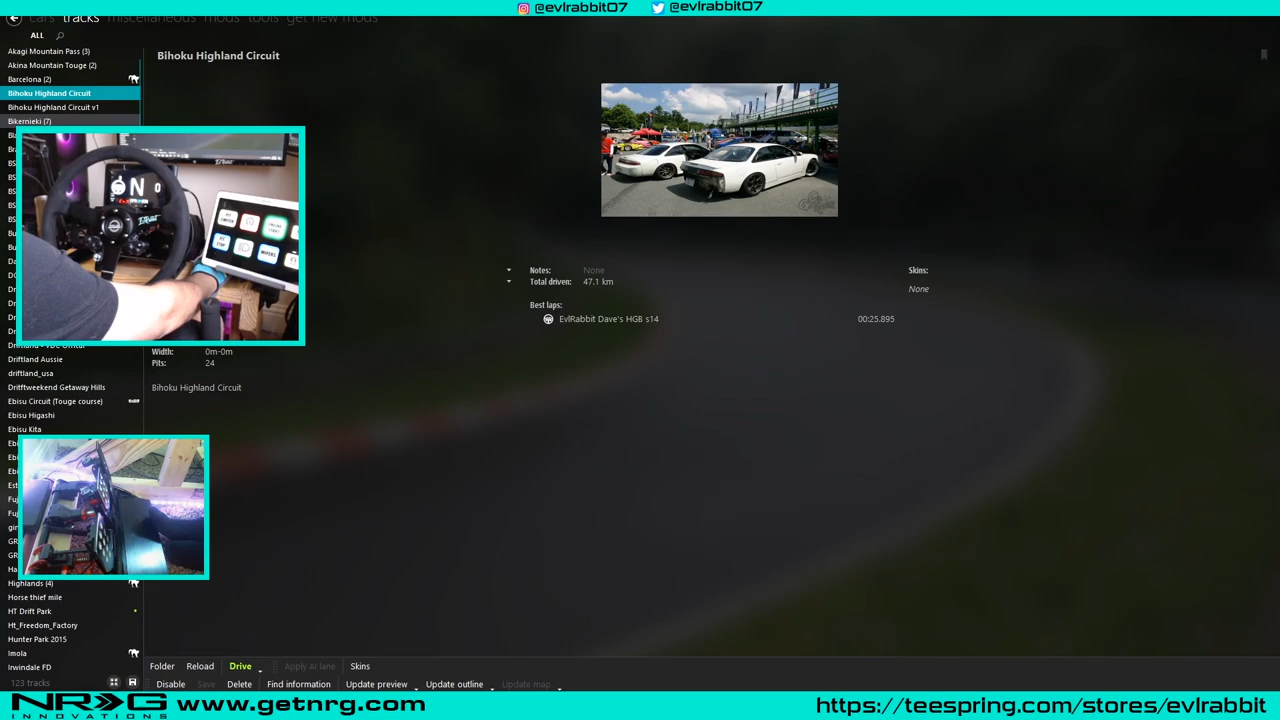 @evlrabbit07 @evlrabbit07
cars tracks miscellaneous mods tools get new mods
ALL
Akagi Mountain Pass (3)
Akina Mountain Touge (2)
Barcelona (2)
Bihoku Highland Circuit
Bihoku Highland Circuit v1
Bikernieki (7)
Driftland Aussie
driftland_usa
Driftweekend Getaway Hills
Ebisu Circuit (Touge course)
Ebisu Higashi
Ebisu Kita
Highlands (4)
Horse thief mile
HT Drift Park
Ht_Freedom_Factory
Hunter Park 2015
Imola
Irwindale FD
123 tracks
Bihoku Highland Circuit
Notes: None
Total driven: 47.1 km
Best laps:
EvlRabbit Dave's HGB s14 00:25.895
Skins:
None
N 0
ENGINE START
PIT STOP
WIPERS
Width: 0m-0m
Pits: 24
Bihoku Highland Circuit
Folder Reload Drive Apply AI lane Skins
Disable Save Delete Find information Update preview Update outline Update map
NRG INNOVATIONS www.getnrg.com https://teespring.com/stores/evlrabbit